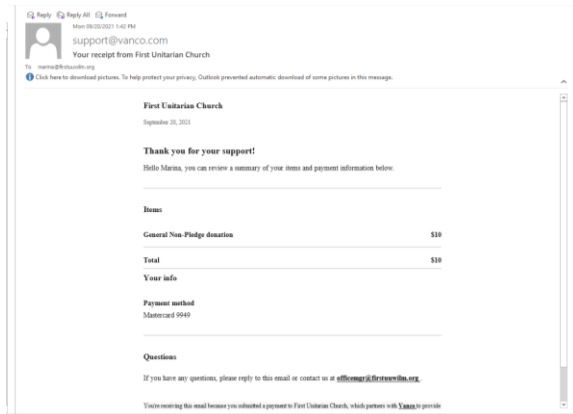 Reply Reply All Forward
Mon 09/20/2021 1:42 PM
support@vanco.com
Your receipt from First Unitarian Church
To
Click here to download pictures. To help protect your privacy, Outlook prevented automatic download of some pictures in this message.
First Unitarian Church
September 20, 2021
Thank you for your support!
Hello Marina, you can review a summary of your items and payment information below.
Items
General Non-Pledge donation $10
Total $10
Your info
Payment method
Mastercard 9949
Questions
If you have any questions, please reply to this email or contact us at officemgr@firstuuwilm.org .
You're receiving this email because you submitted a payment to First Unitarian Church, which partners with Vanco to provide